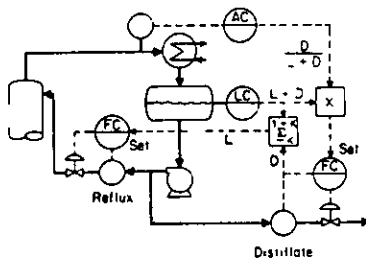 AC
D
L + D
LC
L + D
X
FC
Set
L
Σ
D
Set
FC
Reflux
Distillate